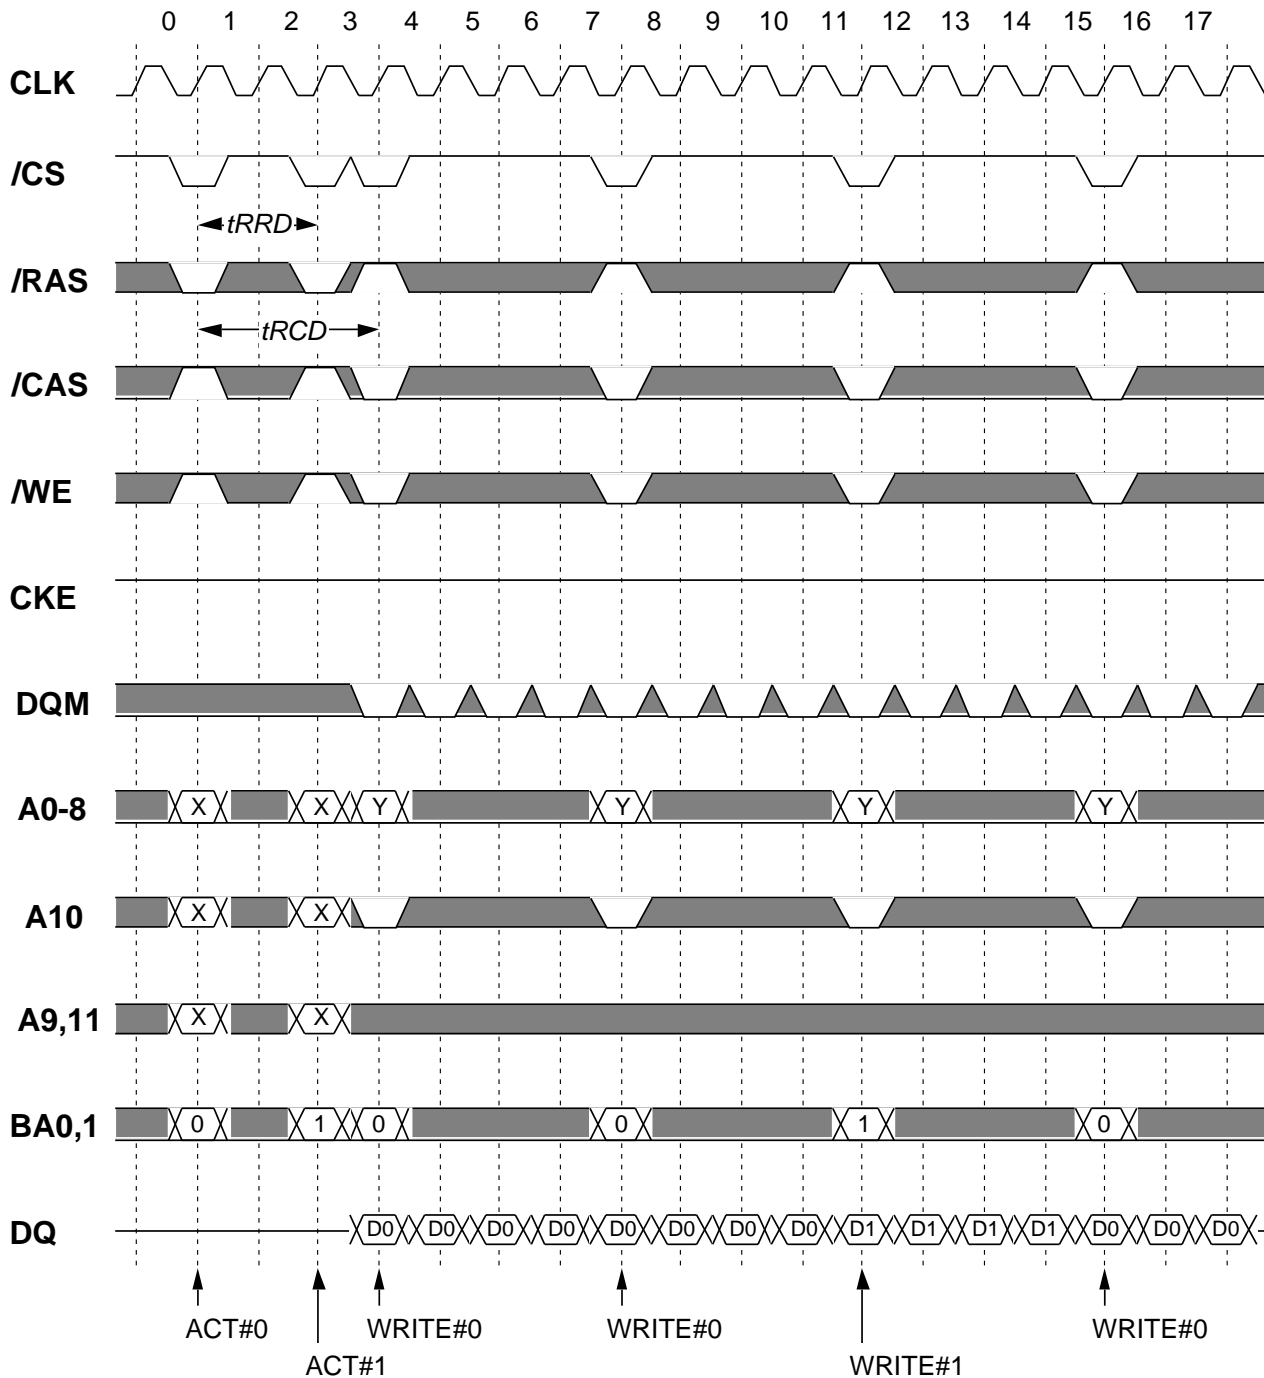 0 1 2 3 4 5 6 7 8 9 10 11 12 13 14 15 16 17
CLK
/CS
tRRD
/RAS
tRCD
/CAS
/WE
CKE
DQM
A0-8 X X Y Y Y Y
A10 X X
A9,11 X X
BA0,1 0 1 0 0 1 0
DQ D0 D0 D0 D0 D0 D0 D0 D0 D1 D1 D1 D1 D0 D0 D0
ACT#0 WRITE#0 WRITE#0 WRITE#0
ACT#1 WRITE#1